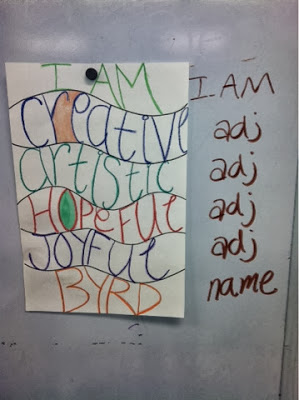 I AM
creative
artistic
HOpeFul
JOYFul
BYRD
I AM
adj
adj
adj
adj
name